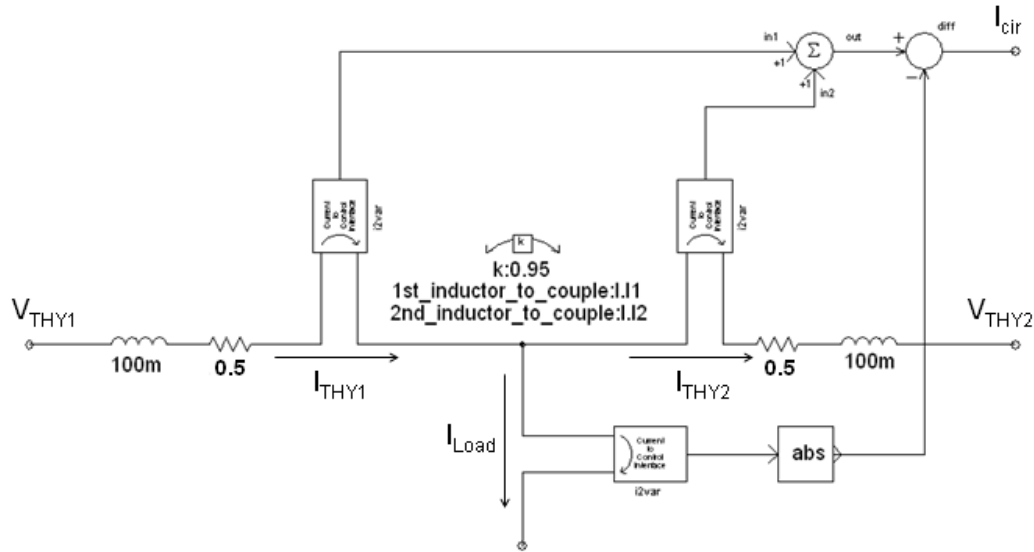 I_cir
diff
in1
+1
Σ
out
+
−
+1
in2
Current
to
Control
Interface
i2var
Current
to
Control
Interface
i2var
k
k:0.95
1st_inductor_to_couple:l.l1
2nd_inductor_to_couple:l.l2
V_THY1
V_THY2
100m
0.5
I_THY1
I_THY2
0.5
100m
I_Load
Current
to
Control
Interface
i2var
abs